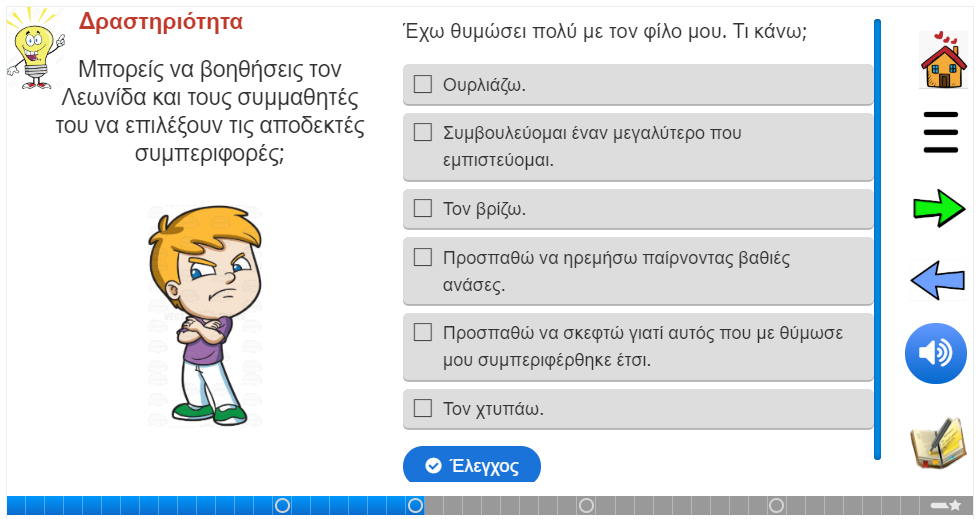 Δραστηριότητα
Μπορείς να βοηθήσεις τον
Λεωνίδα και τους συμμαθητές
του να επιλέξουν τις αποδεκτές
συμπεριφορές;
Έχω θυμώσει πολύ με τον φίλο μου. Τι κάνω;
Ουρλιάζω.
Συμβουλεύομαι έναν μεγαλύτερο που
εμπιστεύομαι.
Τον βρίζω.
Προσπαθώ να ηρεμήσω παίρνοντας βαθιές
ανάσες.
Προσπαθώ να σκεφτώ γιατί αυτός που με θύμωσε
μου συμπεριφέρθηκε έτσι.
Τον χτυπάω.
Έλεγχος